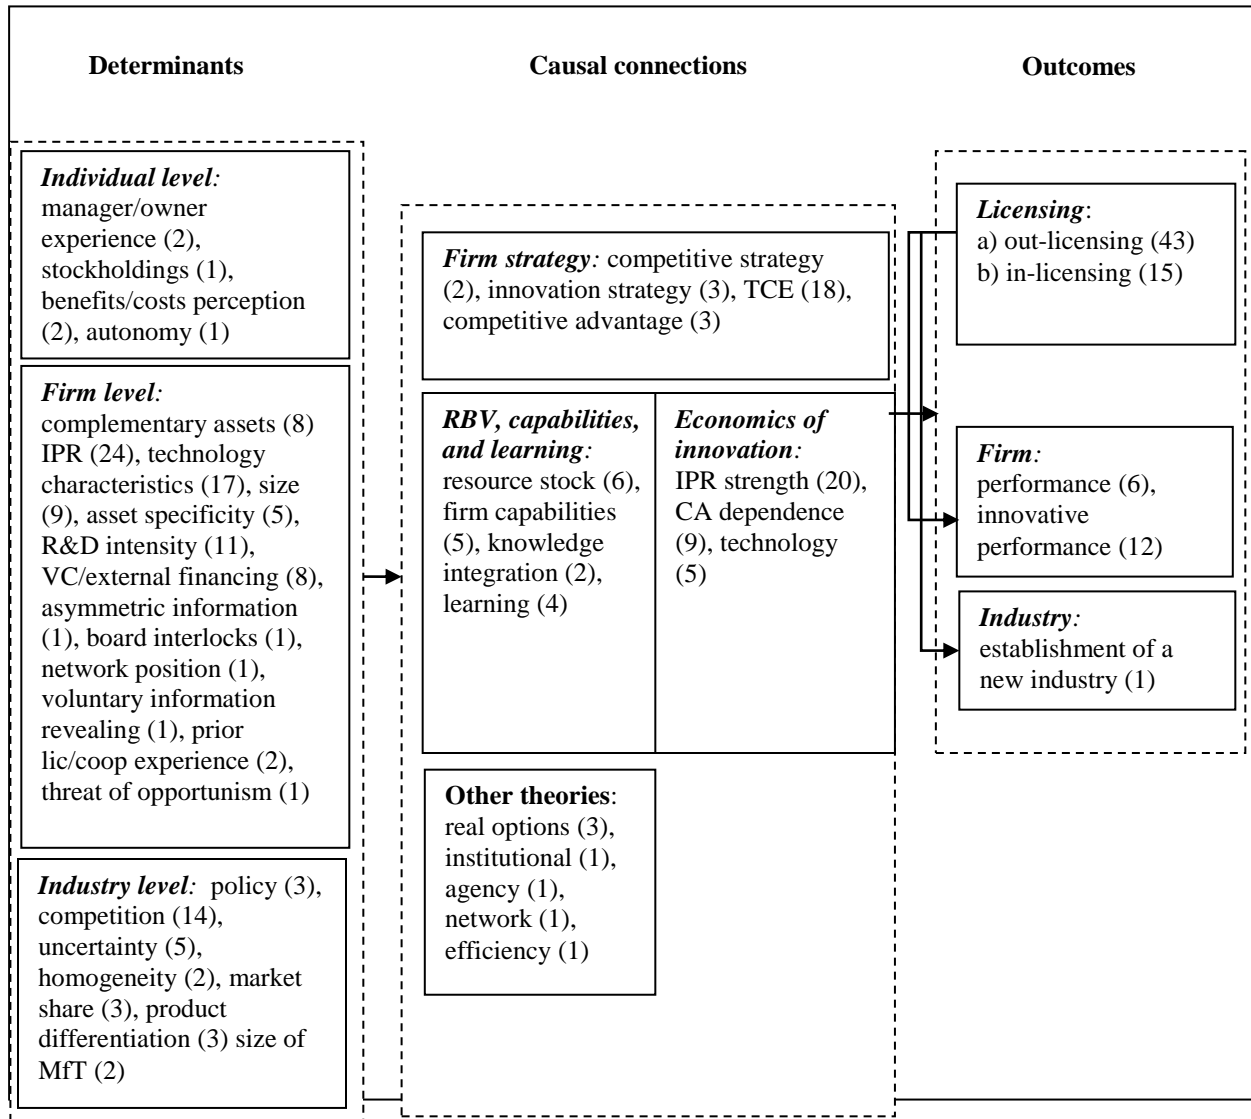 Determinants
Causal connections
Outcomes
Individual level:
manager/owner
experience (2),
stockholdings (1),
benefits/costs perception
(2), autonomy (1)
Firm level:
complementary assets (8)
IPR (24), technology
characteristics (17), size
(9), asset specificity (5),
R&D intensity (11),
VC/external financing (8),
asymmetric information
(1), board interlocks (1),
network position (1),
voluntary information
revealing (1), prior
lic/coop experience (2),
threat of opportunism (1)
Industry level: policy (3),
competition (14),
uncertainty (5),
homogeneity (2), market
share (3), product
differentiation (3) size of
MfT (2)
Firm strategy: competitive strategy
(2), innovation strategy (3), TCE (18),
competitive advantage (3)
RBV, capabilities,
and learning:
resource stock (6),
firm capabilities
(5), knowledge
integration (2),
learning (4)
Economics of
innovation:
IPR strength (20),
CA dependence
(9), technology
(5)
Other theories:
real options (3),
institutional (1),
agency (1),
network (1),
efficiency (1)
Licensing:
a) out-licensing (43)
b) in-licensing (15)
Firm:
performance (6),
innovative
performance (12)
Industry:
establishment of a
new industry (1)